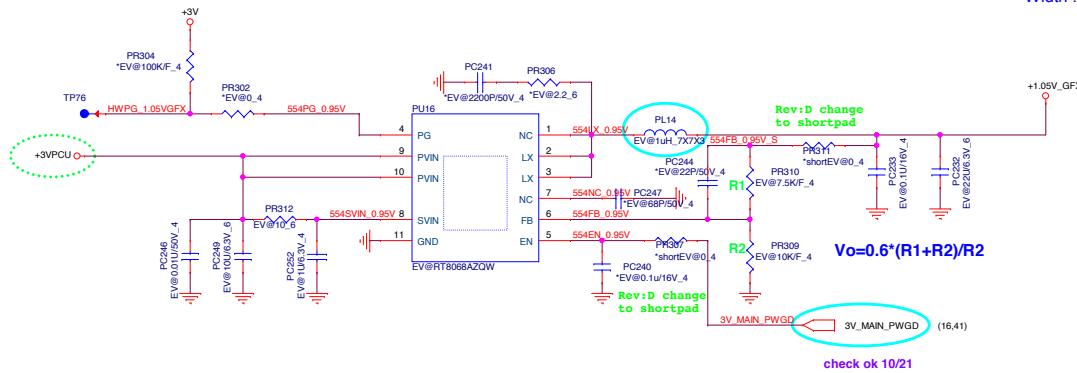 Width
+3V
PR304
*EV@100K/F_4
PR302
*EV@0_4
TP76
HWPG_1.05VGFX
554PG_0.95V
+3VPCU
PC241
*EV@2200P/50V_4
PR306
*EV@2.2_6
PU16
4 PG
9 PVIN
10 PVIN
8 SVIN
11 GND
NC 1
LX 2
LX 3
NC 7
FB 6
EN 5
EV@RT8068AZQW
554LX_0.95V
PL14
EV@1uH_7X7X3
554FB_0.95V_S
Rev:D change
to shortpad
PR311
*shortEV@0_4
+1.05V_GFX
PC233
EV@0.1U/16V_4
PC232
EV@22U/6.3V_6
PC244
*EV@22P/50V_4
R1
PR310
EV@7.5K/F_4
554NC_0.95V
PC247
*EV@68P/50V_4
554FB_0.95V
554EN_0.95V
PR307
*shortEV@0_4
R2
PR309
EV@10K/F_4
Vo=0.6*(R1+R2)/R2
PR312
EV@10_6
554SVIN_0.95V
PC246
EV@0.01U/50V_4
PC249
EV@10U/6.3V_6
PC252
EV@1U/6.3V_4
PC240
*EV@0.1u/16V_4
Rev:D change
to shortpad
3V_MAIN_PWGD
3V_MAIN_PWGD
(16,41)
check ok 10/21